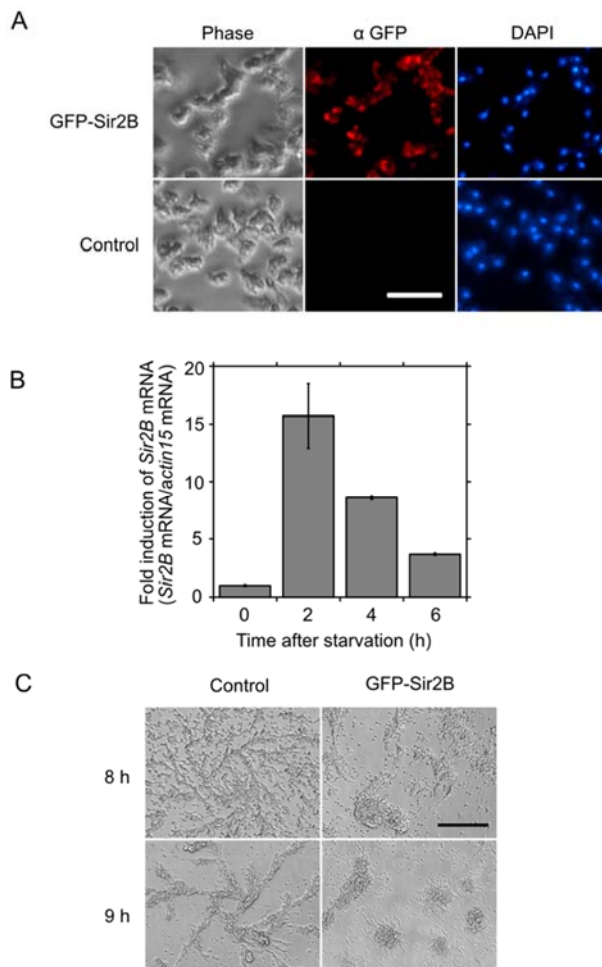 A
Phase α GFP DAPI
GFP-Sir2B
Control
B
Fold induction of Sir2B mRNA
(Sir2B mRNA/actin15 mRNA)
20
15
10
5
0
0 2 4 6
Time after starvation (h)
C
Control GFP-Sir2B
8 h
9 h